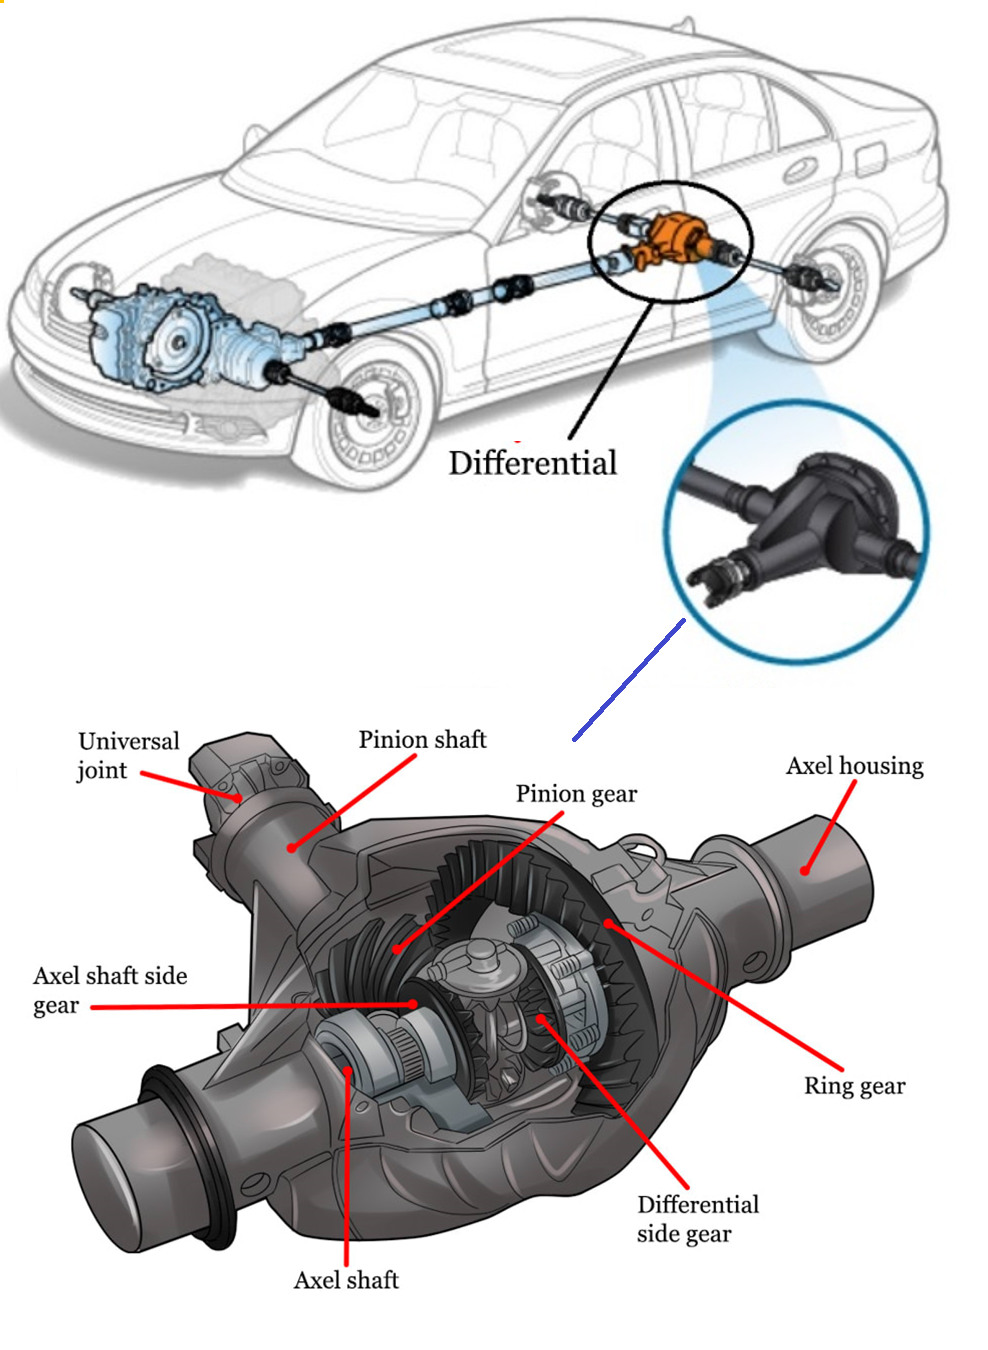 Differential
Universal
joint
Pinion shaft
Pinion gear
Axel housing
Axel shaft side
gear
Ring gear
Differential
side gear
Axel shaft